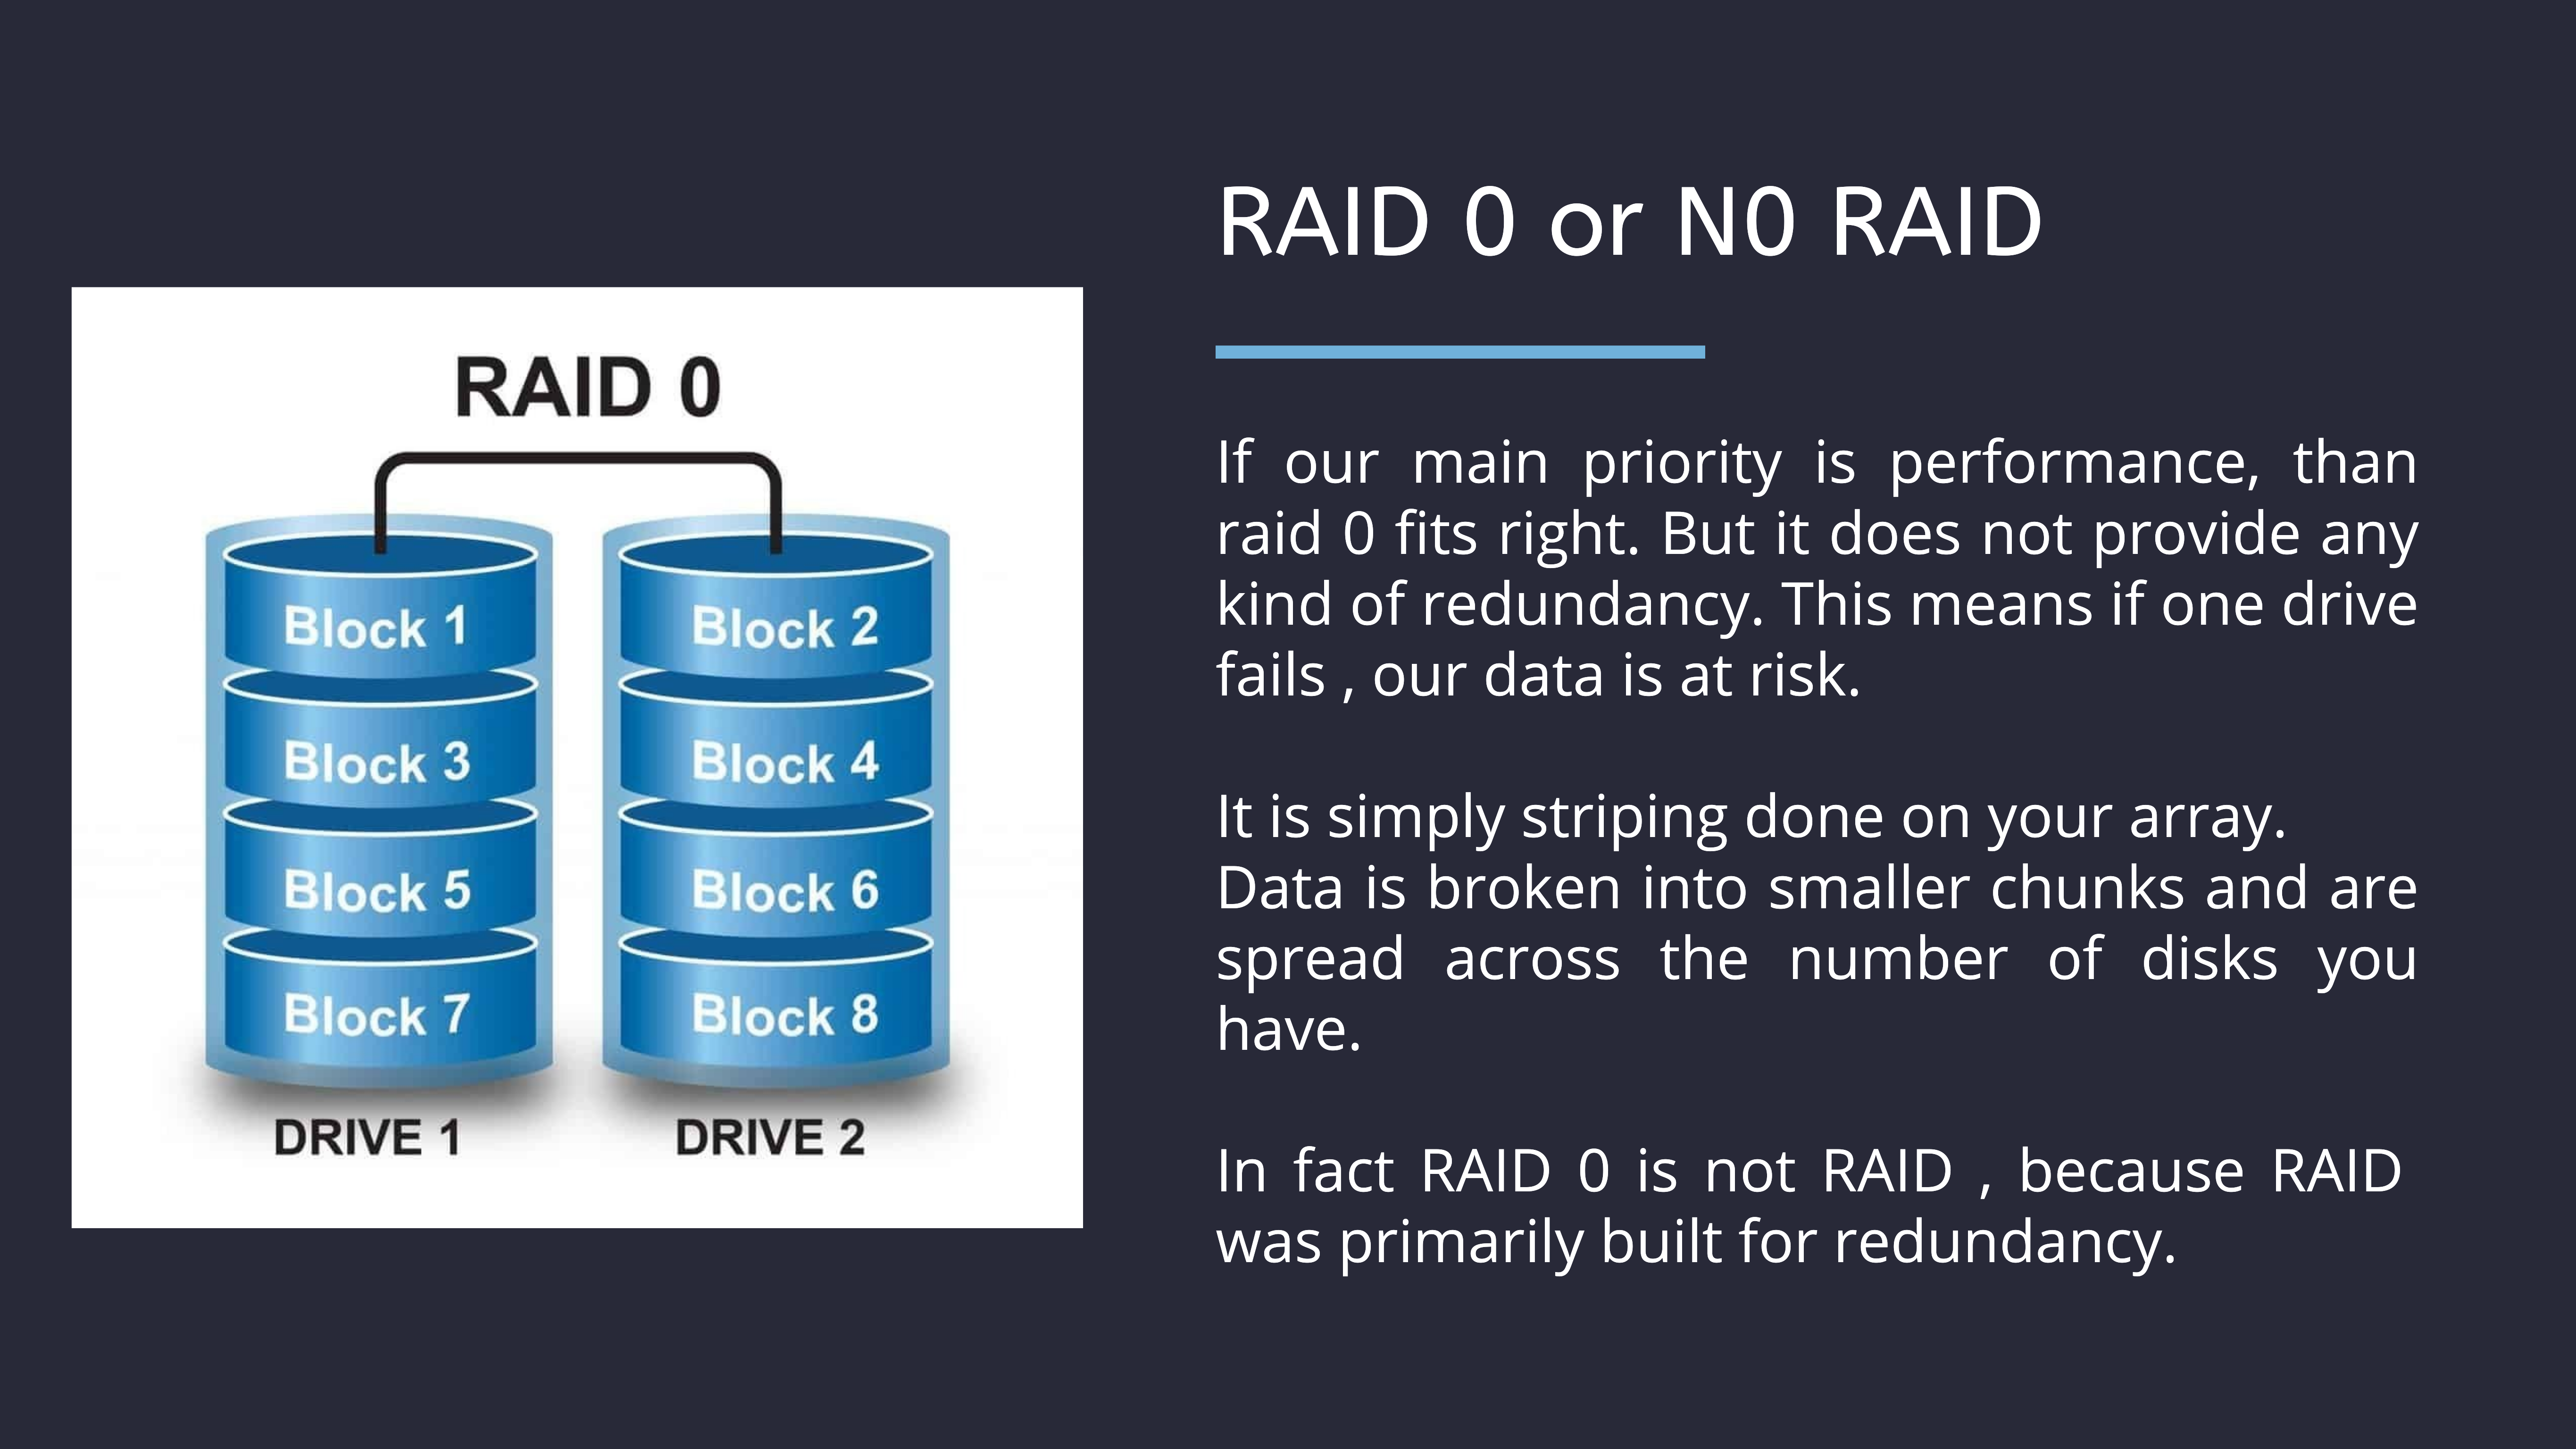 RAID 0 or N0 RAID
RAID 0
Block 1
Block 2
Block 3
Block 4
Block 5
Block 6
Block 7
Block 8
DRIVE 1
DRIVE 2
If our main priority is performance, than
raid 0 fits right. But it does not provide any
kind of redundancy. This means if one drive
fails , our data is at risk.
It is simply striping done on your array.
Data is broken into smaller chunks and are
spread across the number of disks you
have.
In fact RAID 0 is not RAID , because RAID
was primarily built for redundancy.